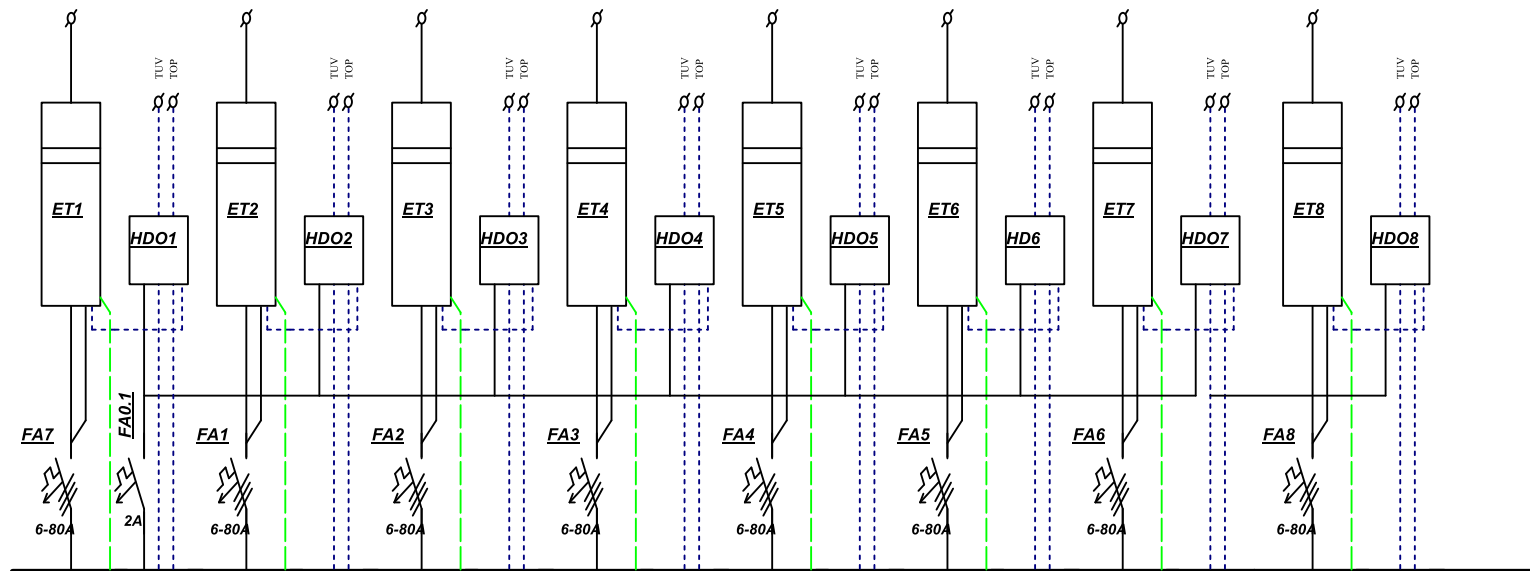 TUV TOP TUV TOP TUV TOP TUV TOP TUV TOP TUV TOP TUV TOP TUV TOP
ET1 ET2 ET3 ET4 ET5 ET6 ET7 ET8
HDO1 HDO2 HDO3 HDO4 HDO5 HD6 HDO7 HDO8
FA0.1
FA7 FA1 FA2 FA3 FA4 FA5 FA6 FA8
2A
6-80A 6-80A 6-80A 6-80A 6-80A 6-80A 6-80A 6-80A